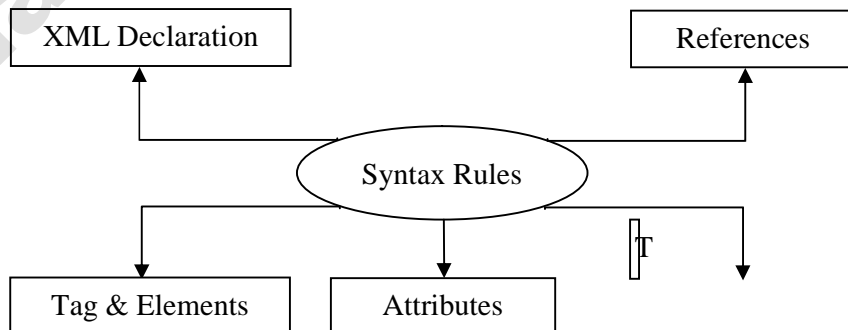 XML Declaration
References
Syntax Rules
T
Tag & Elements
Attributes